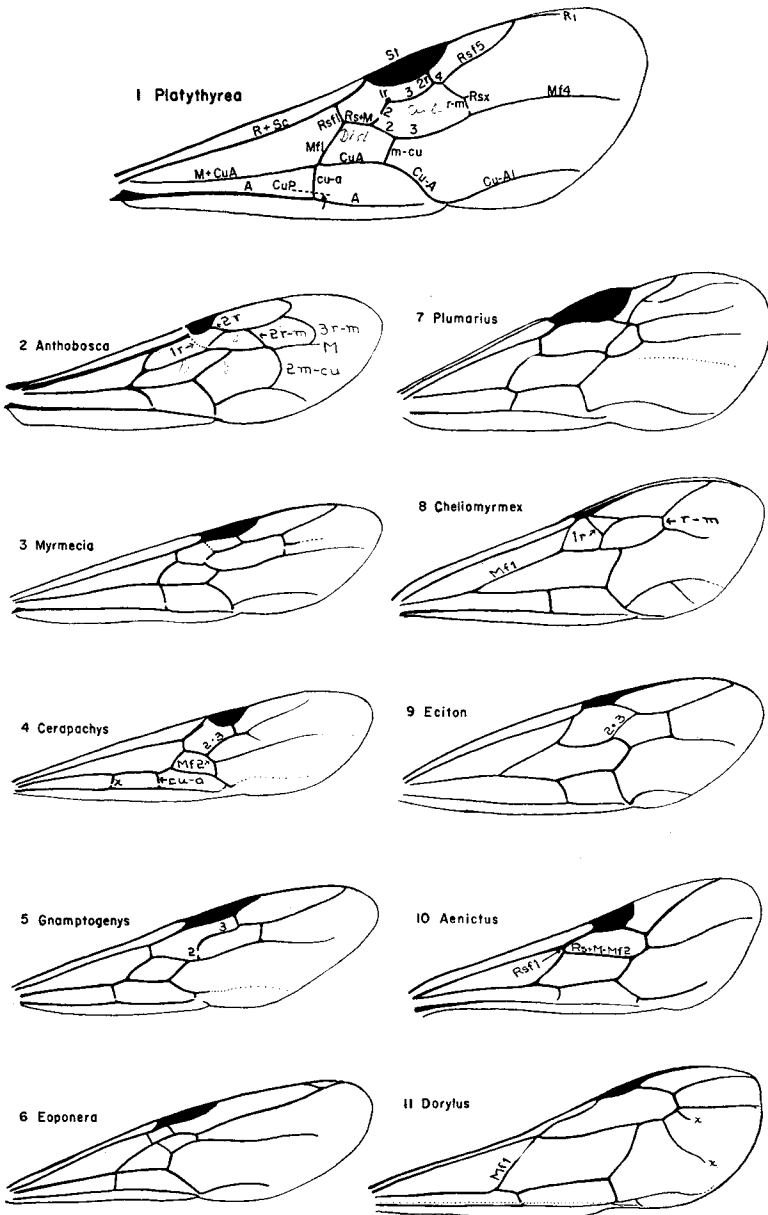 1 Platythyrea
St
R1
Rsf5
1r 3 2r 4
R+Sc
Rsf1
Rs+M
2
r-m
Rsx
Mf4
2 3
Mf1
Disl
CuA
m-cu
M+CuA
cu-a
Cu-A
Cu-A1
A
CuP
A
2 Anthobosca
+2r
1r→
←2r-m
3r-m
M
2m-cu
7 Plumarius
3 Myrmecia
8 Cheliomyrmex
1r↗
←r-m
Mf1
4 Cerapachys
2+3
Mf2^
x
+cu-a
9 Eciton
2+3
5 Gnamptogenys
3
2
10 Aenictus
Rsf1
Rs+M-Mf2
6 Eoponera
11 Dorylus
Mf1
x
x